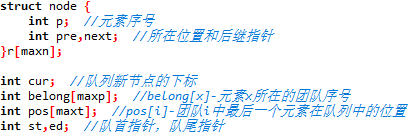 struct node {
int p; //元素序号
int pre,next; //所在位置和后继指针
}r[maxn];
int cur; //队列新节点的下标
int belong[maxp]; //belong[x]-元素x所在的团队序号
int pos[maxt]; //pos[i]-团队i中最后一个元素在队列中的位置
int st,ed; //队首指针，队尾指针